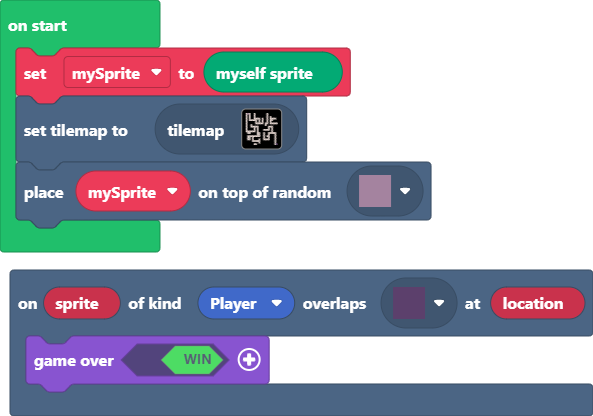 on start
set mySprite to myself sprite
set tilemap to tilemap
place mySprite on top of random
on sprite of kind Player overlaps at location
game over WIN